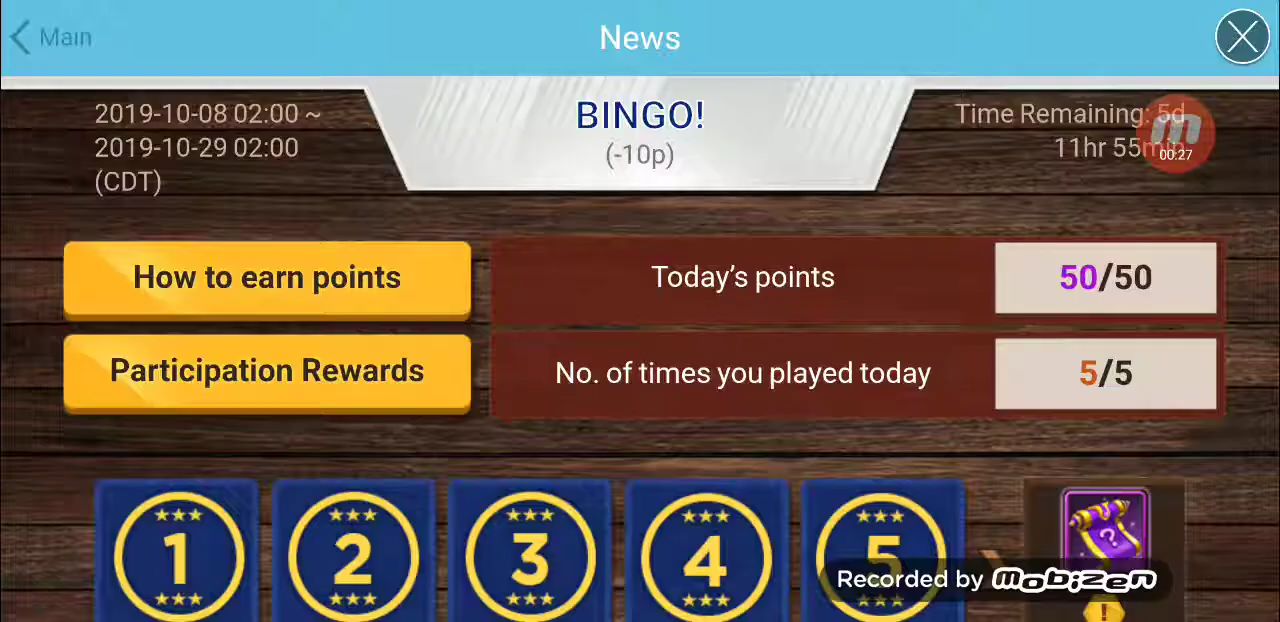 Main
News
2019-10-08 02:00 ~
2019-10-29 02:00
(CDT)
BINGO!
(-10p)
Time Remaining: 5d
11hr 55min
00:27
How to earn points
Today's points
50/50
Participation Rewards
No. of times you played today
5/5
1
2
3
4
5
?
!
Recorded by Mobizen